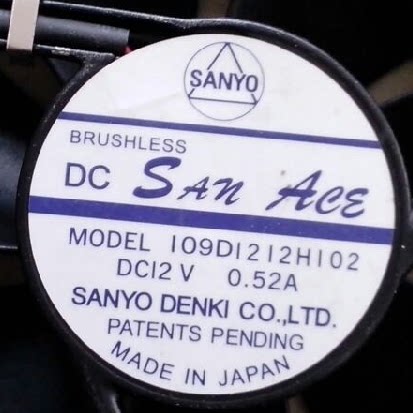 SANYO
BRUSHLESS
DC SAN ACE
MODEL 109D1212H102
DC12V 0.52A
SANYO DENKI CO.,LTD.
PATENTS PENDING
MADE IN JAPAN